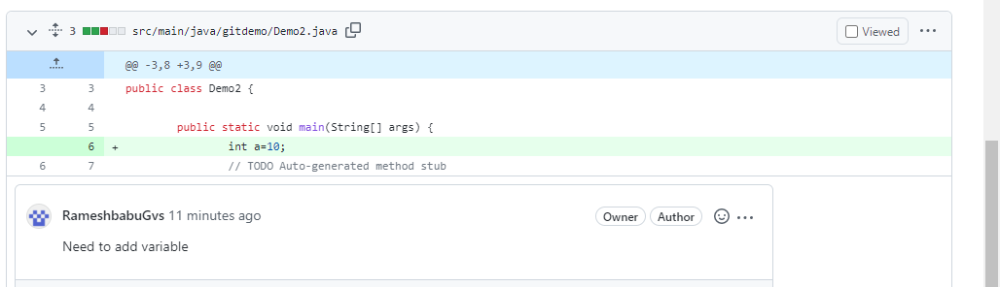 3 src/main/java/gitdemo/Demo2.java Viewed
@@ -3,8 +3,9 @@
3 3 public class Demo2 {
4 4
5 5 public static void main(String[] args) {
6 + int a=10;
6 7 // TODO Auto-generated method stub
RameshbabuGvs 11 minutes ago Owner Author
Need to add variable